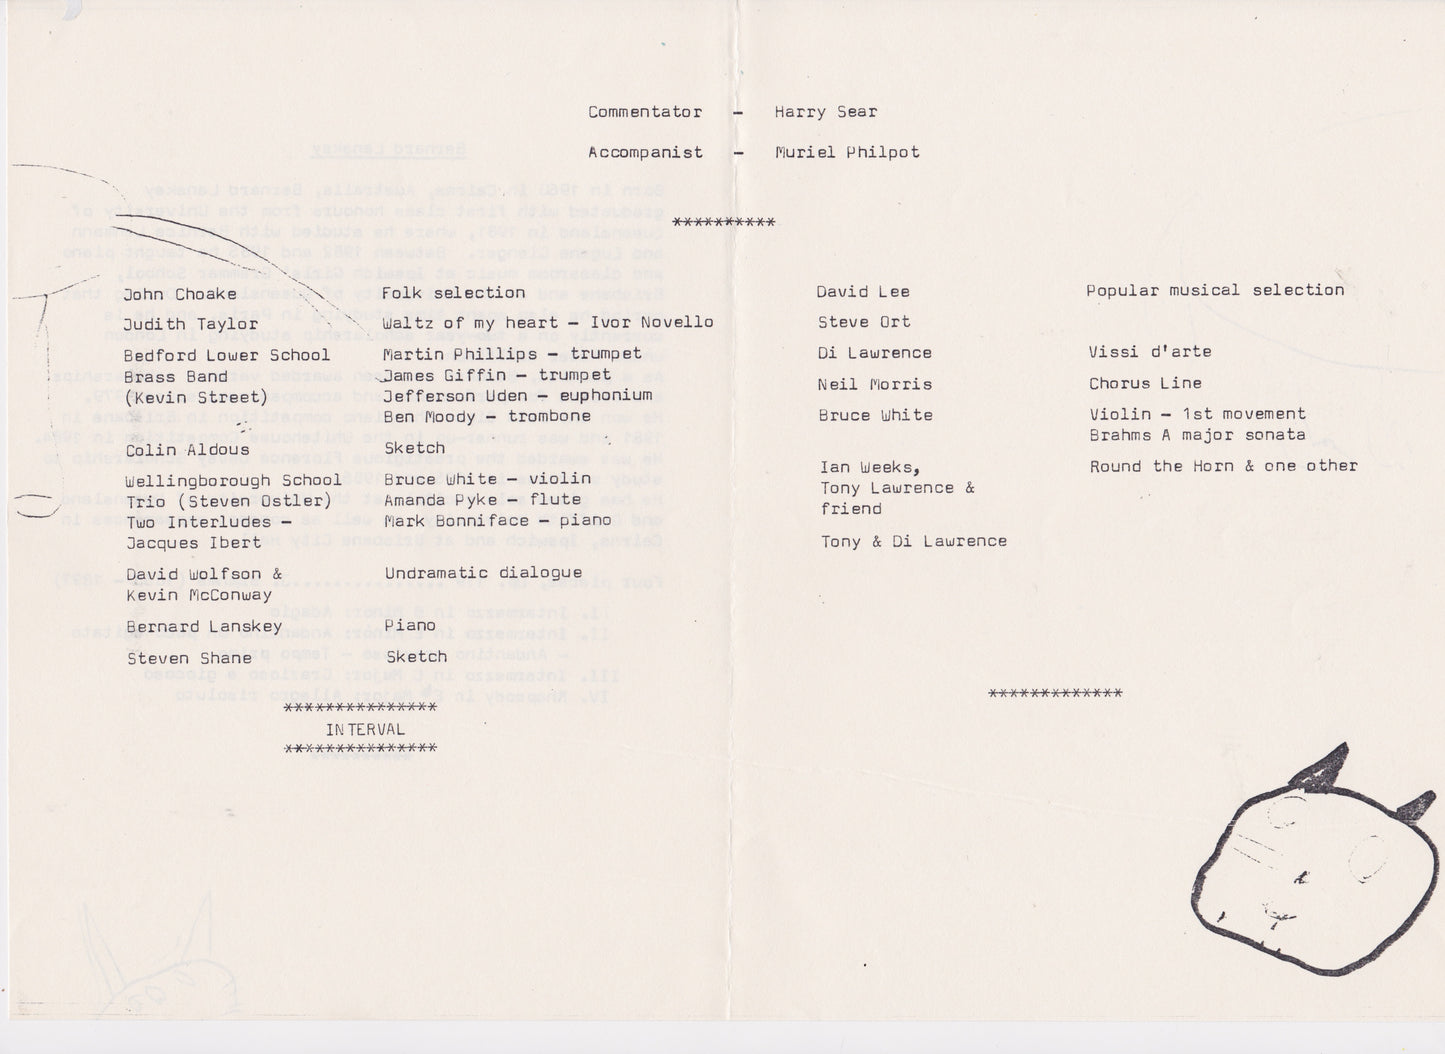 Commentator — Harry Sear
Accompanist — Muriel Philpot
**********
John Choake Folk selection
Judith Taylor Waltz of my heart — Ivor Novello
Bedford Lower School Martin Phillips — trumpet
Brass Band James Giffin — trumpet
(Kevin Street) Jefferson Uden — euphonium
Ben Moody — trombone
Colin Aldous Sketch
Wellingborough School Bruce White — violin
Trio (Steven Ostler) Amanda Pyke — flute
Two Interludes — Mark Bonniface — piano
Jacques Ibert
David Wolfson & Undramatic dialogue
Kevin McConway
Bernard Lanskey Piano
Steven Shane Sketch
***************
INTERVAL
***************
David Lee Popular musical selection
Steve Ort
Di Lawrence Vissi d'arte
Neil Morris Chorus Line
Bruce White Violin — 1st movement
Brahms A major sonata
Ian Weeks, Round the Horn & one other
Tony Lawrence &
friend
Tony & Di Lawrence
*************